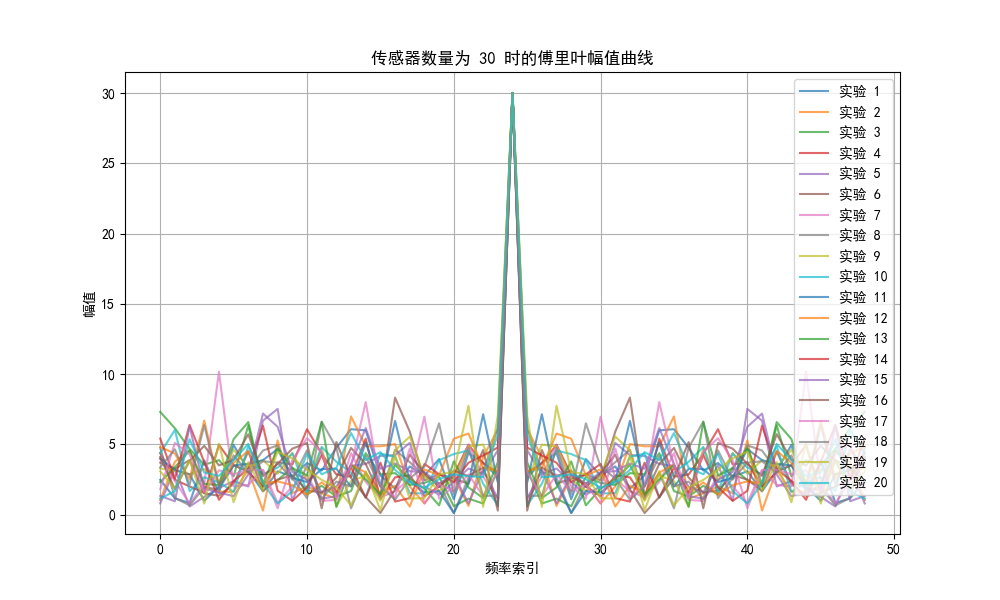 传感器数量为 30 时的傅里叶幅值曲线
幅值
30
25
20
15
10
5
0
0
10
20
30
40
50
频率索引
实验 1
实验 2
实验 3
实验 4
实验 5
实验 6
实验 7
实验 8
实验 9
实验 10
实验 11
实验 12
实验 13
实验 14
实验 15
实验 16
实验 17
实验 18
实验 19
实验 20